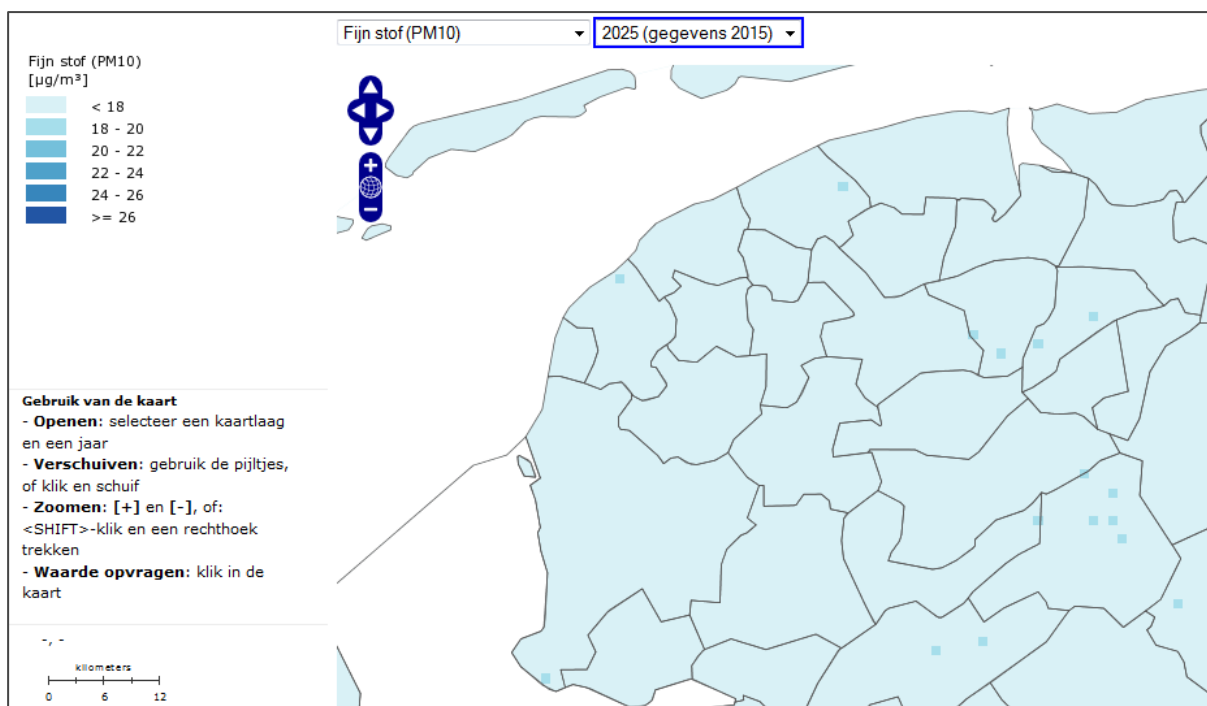 Fijn stof (PM10)
2025 (gegevens 2015)
Fijn stof (PM10)
[µg/m³]
< 18
18 - 20
20 - 22
22 - 24
24 - 26
>= 26
Gebruik van de kaart
- Openen: selecteer een kaartlaag
en een jaar
- Verschuiven: gebruik de pijltjes,
of klik en schuif
- Zoomen: [+] en [-], of:
<SHIFT>-klik en een rechthoek
trekken
- Waarde opvragen: klik in de
kaart
-, -
kilometers
0 6 12